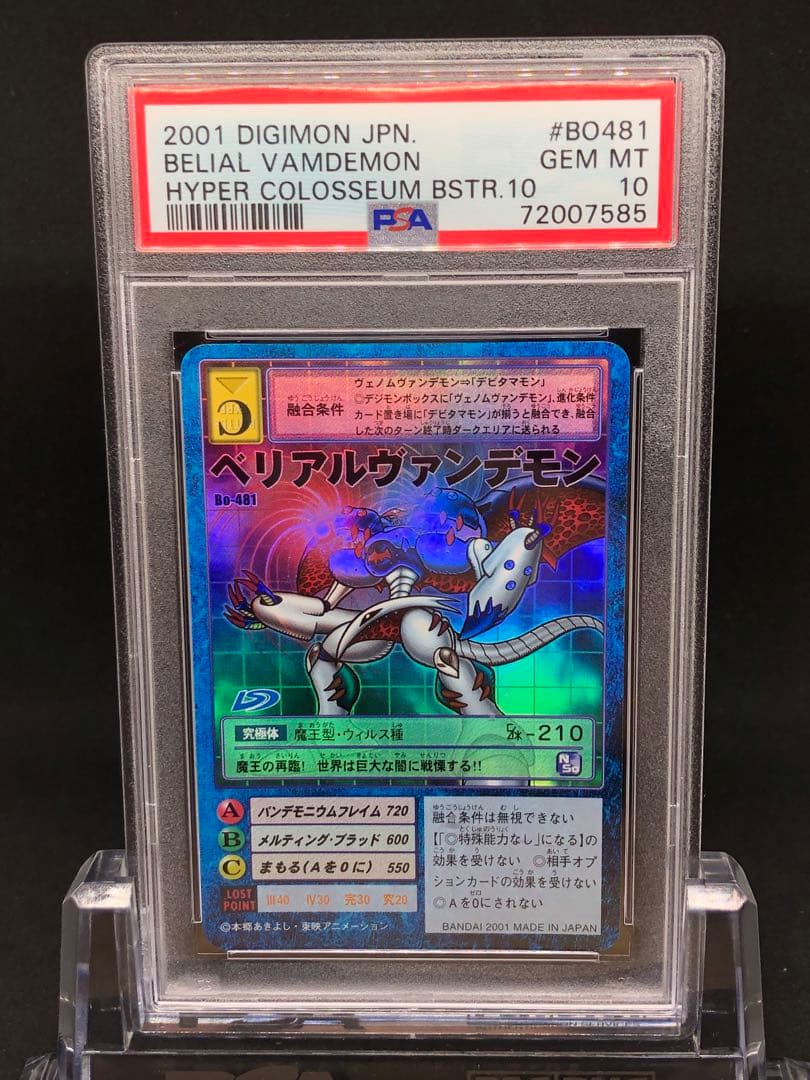 2001 DIGIMON JPN. #BO481
BELIAL VAMDEMON GEM MT
HYPER COLOSSEUM BSTR.10 10
PSA 72007585
ヴェノムヴァンデモン⇒「デビタマモン」
融合条件
◎デジモンボックスに「ヴェノムヴァンデモン」、進化条件
カード置き場に「デビタマモン」が揃うと融合でき、融合
した次のターン終了時ダークエリアに送られる
ベリアルヴァンデモン
Bo-481
究極体 魔王型・ウィルス種
-210
魔王の再臨! 世界は巨大な闇に戦慄する!!
NSo
A パンデモニウムフレイム 720
B メルティング・ブラッド 600
C まもる(Aを0に) 550
LOST
POINT Ⅲ40 Ⅳ30 完30 究20
融合条件は無視できない
【「◎特殊能力なし」になる】の
効果を受けない ◎相手オプ
ションカードの効果を受けない
◎Aを0にされない
©本郷あきよし・東映アニメーション
BANDAI 2001 MADE IN JAPAN